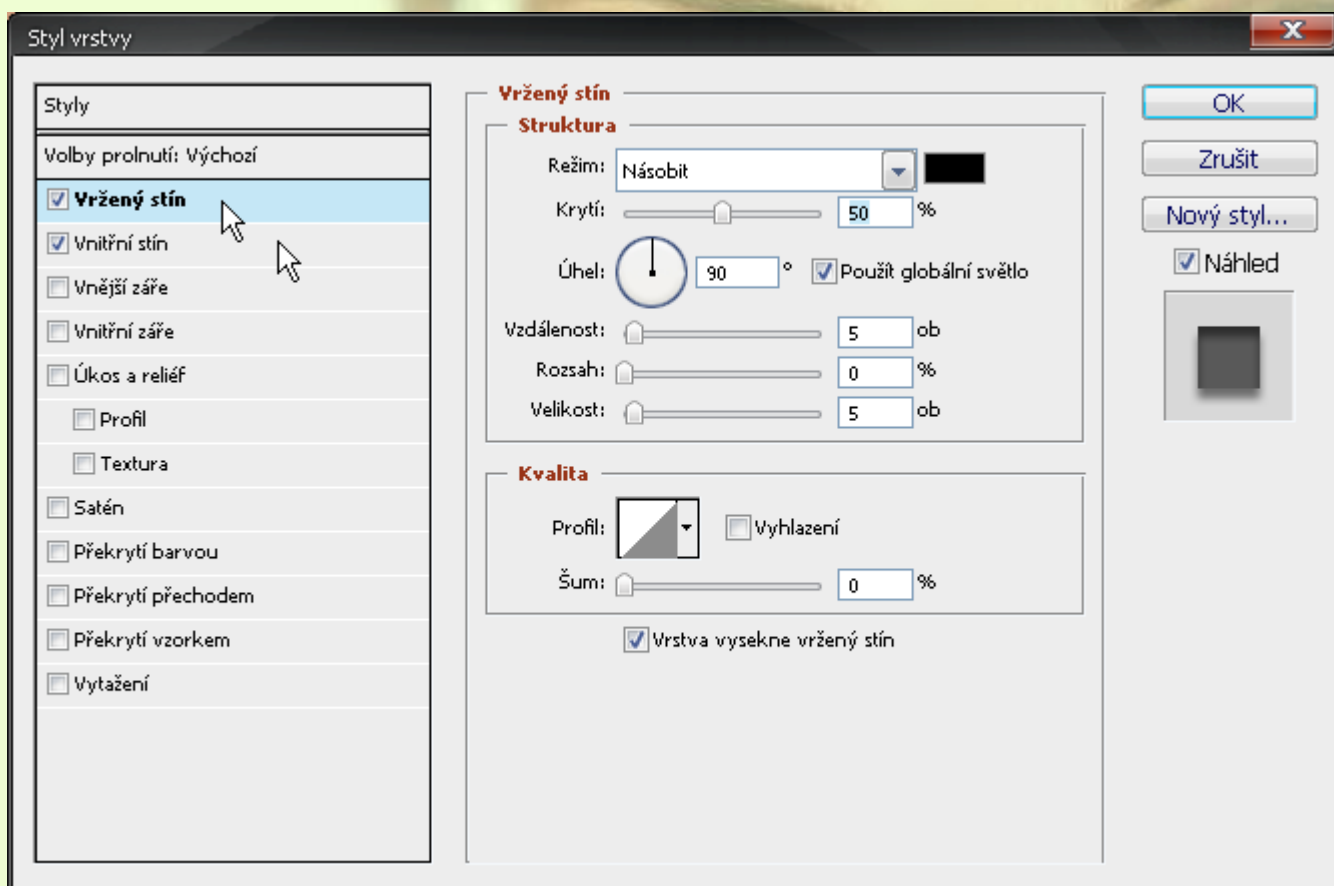 Styl vrstvy
Styly
Volby prolnutí: Výchozí
Vržený stín
Vnitřní stín
Vnější záře
Vnitřní záře
Úkos a reliéf
Profil
Textura
Satén
Překrytí barvou
Překrytí přechodem
Překrytí vzorkem
Vytažení
Vržený stín
Struktura
Režim: Násobit
Krytí: 50 %
Úhel: 90 ° Použít globální světlo
Vzdálenost: 5 ob
Rozsah: 0 %
Velikost: 5 ob
Kvalita
Profil: Vyhlazení
Šum: 0 %
Vrstva vysekne vržený stín
OK
Zrušit
Nový styl...
Náhled